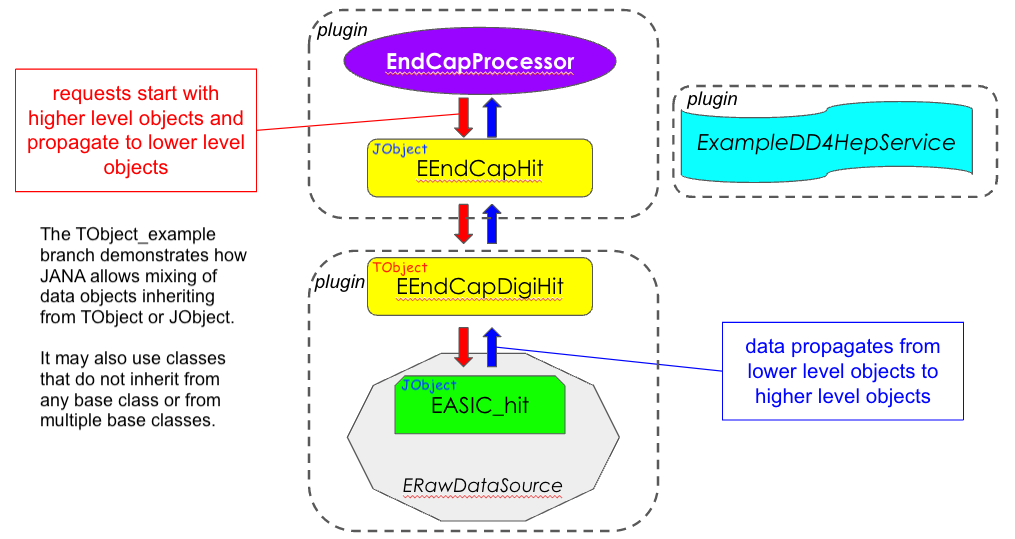 plugin
EndCapProcessor
requests start with
higher level objects and
propagate to lower level
objects
JObject
EEndCapHit
plugin
ExampleDD4HepService
The TObject_example
branch demonstrates how
JANA allows mixing of
data objects inheriting
from TObject or JObject.
It may also use classes
that do not inherit from
any base class or from
multiple base classes.
plugin
TObject
EEndCapDigiHit
JObject
EASIC_hit
ERawDataSource
data propagates from
lower level objects to
higher level objects